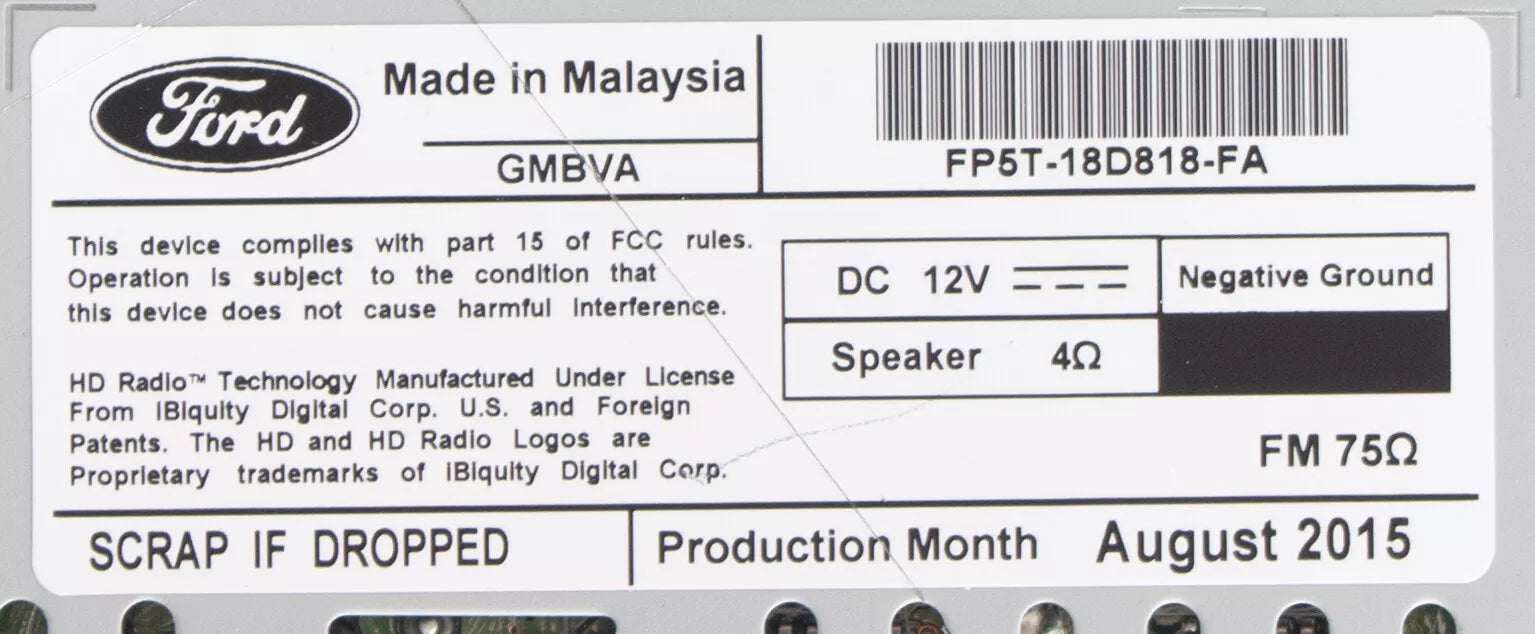 Ford
Made in Malaysia
GMBVA
FP5T-18D818-FA
This device complies with part 15 of FCC rules.
Operation is subject to the condition that
this device does not cause harmful interference.
HD Radio™ Technology Manufactured Under License
From iBiquity Digital Corp. U.S. and Foreign
Patents. The HD and HD Radio Logos are
Proprietary trademarks of iBiquity Digital Corp.
DC 12V
Negative Ground
Speaker 4Ω
FM 75Ω
SCRAP IF DROPPED
Production Month August 2015